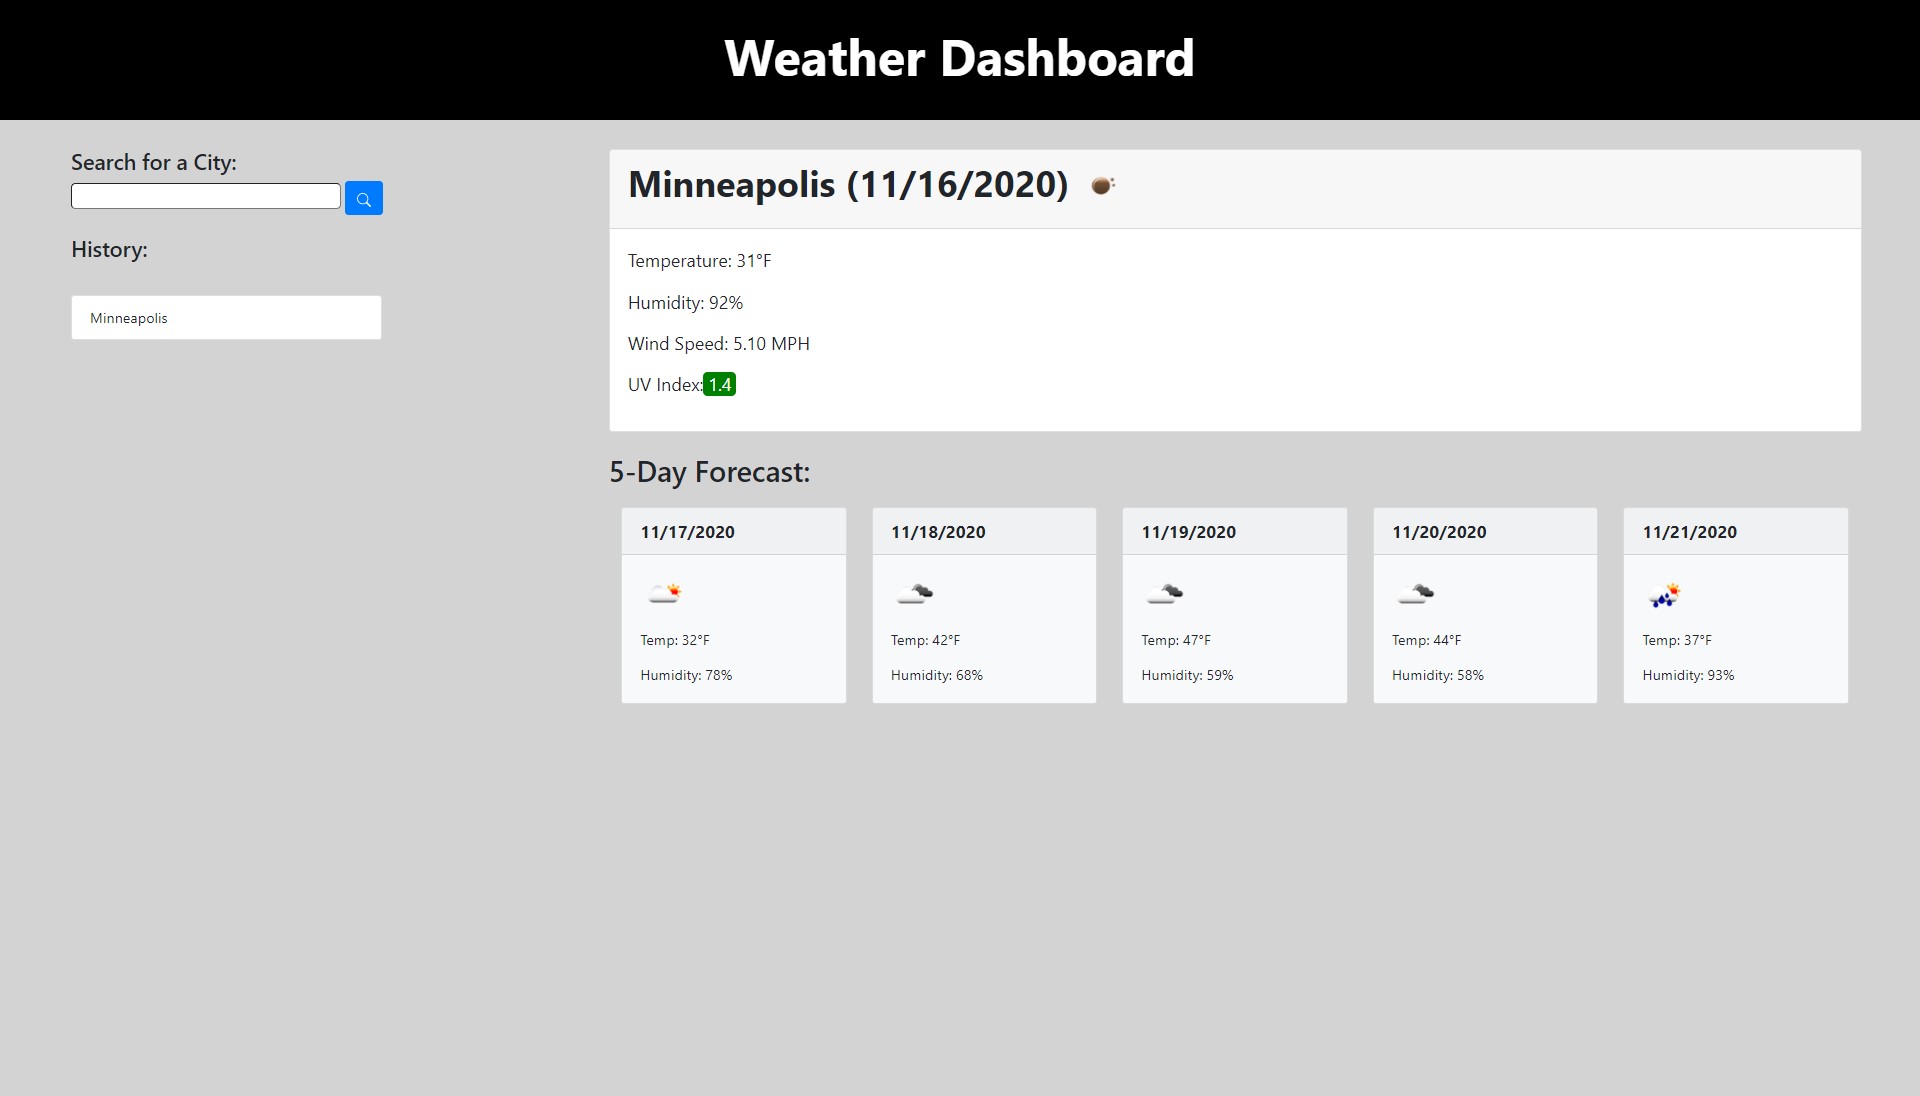 Weather Dashboard
Search for a City:
History:
Minneapolis
Minneapolis (11/16/2020)
Temperature: 31°F
Humidity: 92%
Wind Speed: 5.10 MPH
UV Index: 1.4
5-Day Forecast:
11/17/2020
Temp: 32°F
Humidity: 78%
11/18/2020
Temp: 42°F
Humidity: 68%
11/19/2020
Temp: 47°F
Humidity: 59%
11/20/2020
Temp: 44°F
Humidity: 58%
11/21/2020
Temp: 37°F
Humidity: 93%